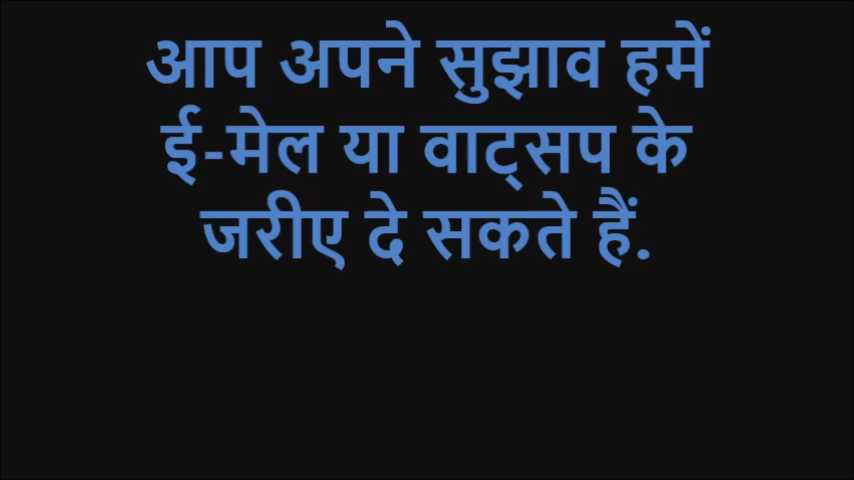 आप अपने सुझाव हमें
ई-मेल या वाट्सप के
जरीए दे सकते हैं.